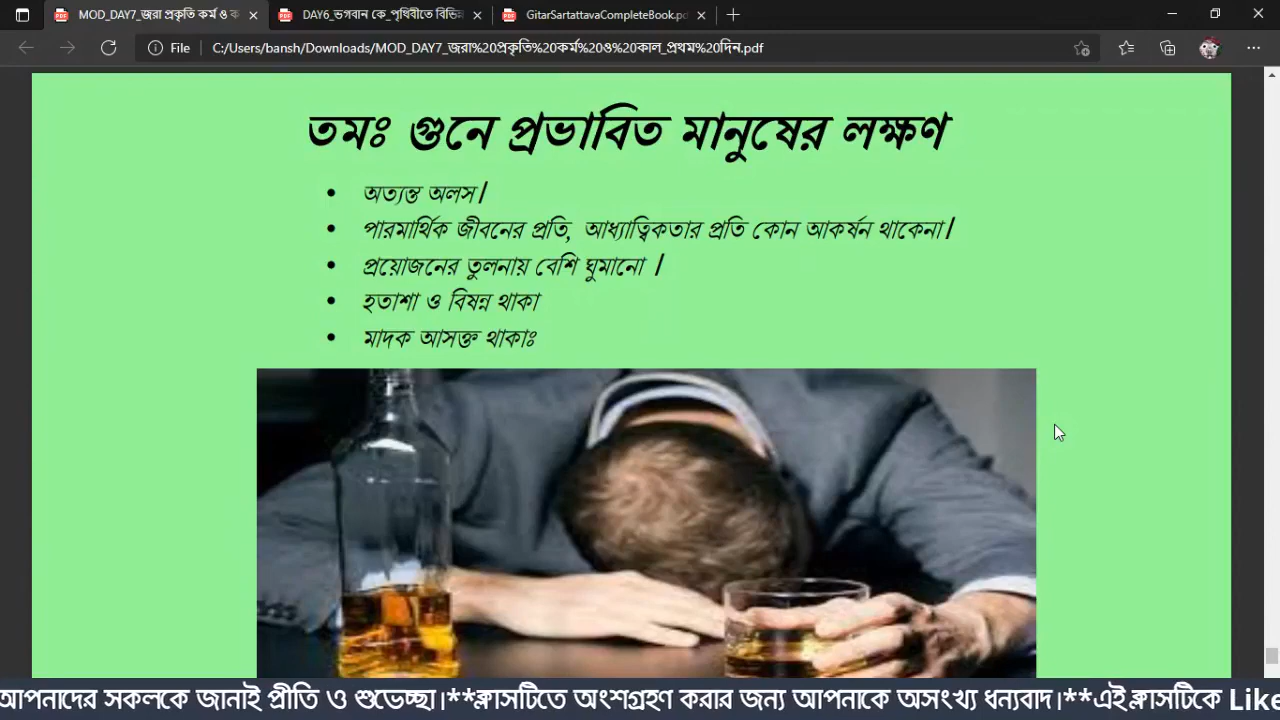 MOD_DAY7_জরা প্রকৃতি কর্ম ও ক
DAY6_ভগবান কে_পৃথিবীতে বিভিন্ন
GitarSartattavaCompleteBook.pd
File
C:/Users/bansh/Downloads/MOD_DAY7_জরা%20প্রকৃতি%20কর্ম%20ও%20কাল_প্রথম%20দিন.pdf
তমঃ গুনে প্রভাবিত মানুষের লক্ষণ
• অত্যন্ত অলস।
• পারমার্থিক জীবনের প্রতি, আধ্যাত্বিকতার প্রতি কোন আকর্ষন থাকেনা।
• প্রয়োজনের তুলনায় বেশি ঘুমানো ।
• হতাশা ও বিষন্ন থাকা
• মাদক আসক্ত থাকাঃ
আপনাদের সকলকে জানাই প্রীতি ও শুভেচ্ছা।**ক্লাসটিতে অংশগ্রহণ করার জন্য আপনাকে অসংখ্য ধন্যবাদ।**এই ক্লাসটিকে Like